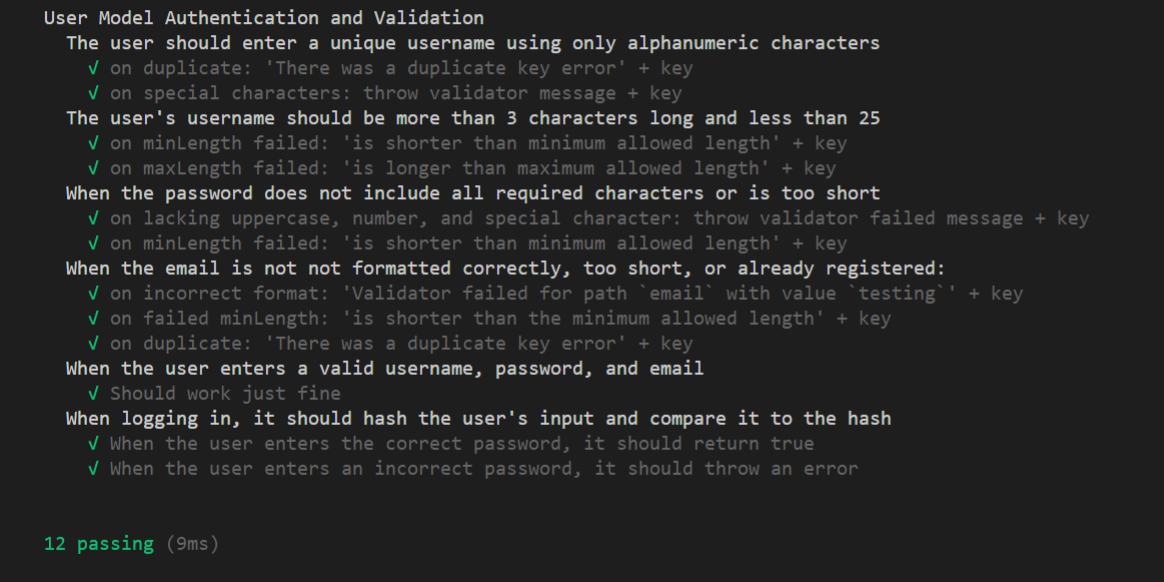 User Model Authentication and Validation
The user should enter a unique username using only alphanumeric characters
√ on duplicate: 'There was a duplicate key error' + key
√ on special characters: throw validator message + key
The user's username should be more than 3 characters long and less than 25
√ on minLength failed: 'is shorter than minimum allowed length' + key
√ on maxLength failed: 'is longer than maximum allowed length' + key
When the password does not include all required characters or is too short
√ on lacking uppercase, number, and special character: throw validator failed message + key
√ on minLength failed: 'is shorter than minimum allowed length' + key
When the email is not not formatted correctly, too short, or already registered:
√ on incorrect format: 'Validator failed for path `email` with value `testing`' + key
√ on failed minLength: 'is shorter than the minimum allowed length' + key
√ on duplicate: 'There was a duplicate key error' + key
When the user enters a valid username, password, and email
√ Should work just fine
When logging in, it should hash the user's input and compare it to the hash
√ When the user enters the correct password, it should return true
√ When the user enters an incorrect password, it should throw an error
12 passing (9ms)